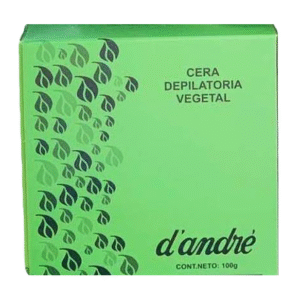 CERA
DEPILATORIA
VEGETAL
d'andré
CONT.NETO: 100g